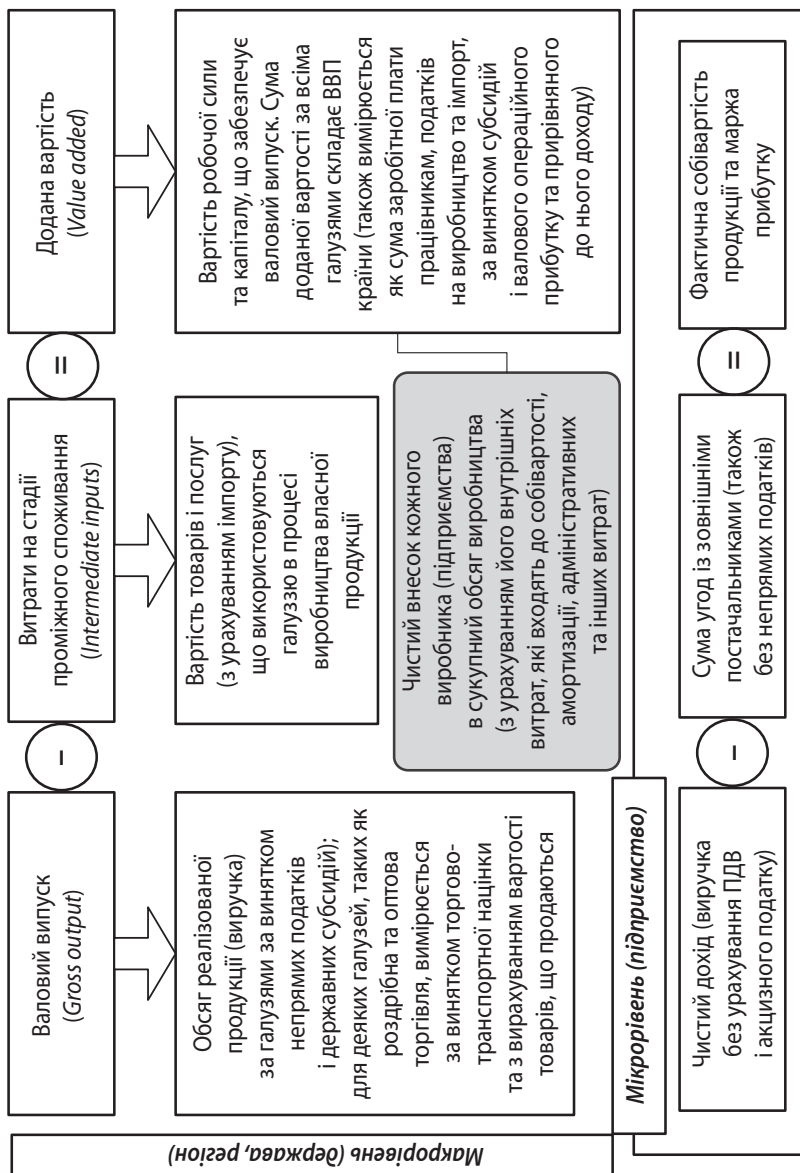 Макрорівень (держава, регіон)
Валовий випуск
(Gross output)
–
Витрати на стадії
проміжного споживання
(Intermediate inputs)
=
Додана вартість
(Value added)
Обсяг реалізованої
продукції (виручка)
за галузями за винятком
непрямих податків
і державних субсидій);
для деяких галузей, таких як
роздрібна та оптова
торгівля, вимірюється
за винятком торгово-
транспортної націнки
та з вирахуванням вартості
товарів, що продаються
Вартість товарів і послуг
(з урахуванням імпорту),
що використовуються
галуззю в процесі
виробництва власної
продукції
Вартість робочої сили
та капіталу, що забезпечує
валовий випуск. Сума
доданої вартості за всіма
галузями складає ВВП
країни (також вимірюється
як сума заробітної плати
працівникам, податків
на виробництво та імпорт,
за винятком субсидій
і валового операційного
прибутку та прирівняного
до нього доходу)
Чистий внесок кожного
виробника (підприємства)
в сукупний обсяг виробництва
(з урахуванням його внутрішніх
витрат, які входять до собівартості,
амортизації, адміністративних
та інших витрат)
Мікрорівень (підприємство)
Чистий дохід (виручка
без урахування ПДВ
і акцизного податку)
–
Сума угод із зовнішніми
постачальниками (також
без непрямих податків)
=
Фактична собівартість
продукції та маржа
прибутку